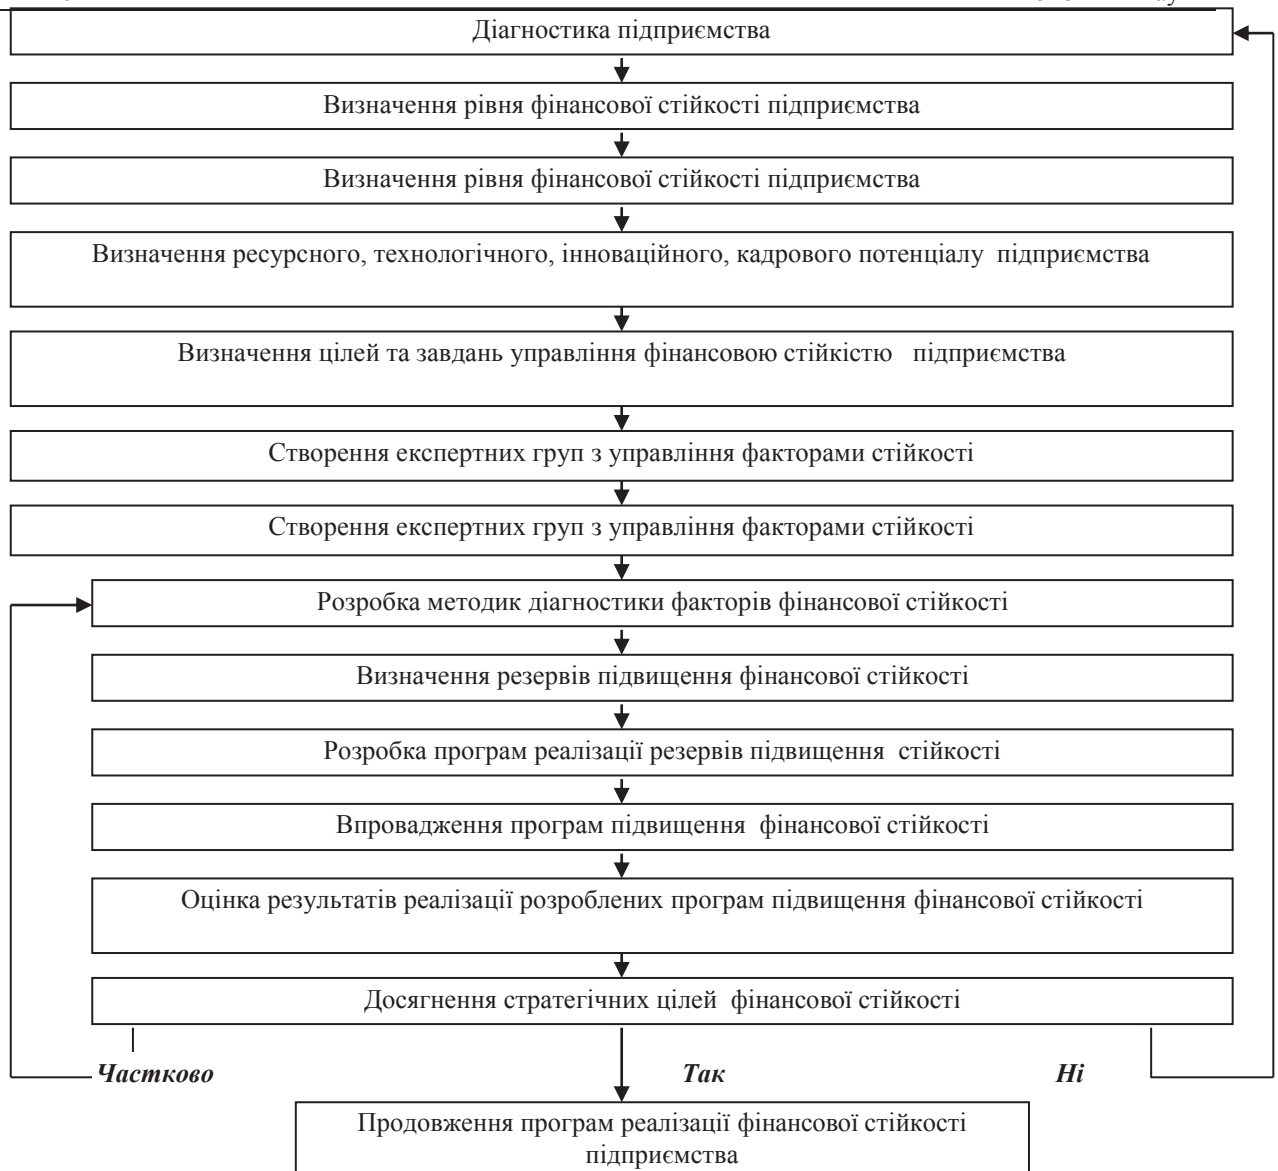 Діагностика підприємства
Визначення рівня фінансової стійкості підприємства
Визначення рівня фінансової стійкості підприємства
Визначення ресурсного, технологічного, інноваційного, кадрового потенціалу підприємства
Визначення цілей та завдань управління фінансовою стійкістю підприємства
Створення експертних груп з управління факторами стійкості
Створення експертних груп з управління факторами стійкості
Розробка методик діагностики факторів фінансової стійкості
Визначення резервів підвищення фінансової стійкості
Розробка програм реалізації резервів підвищення стійкості
Впровадження програм підвищення фінансової стійкості
Оцінка результатів реалізації розроблених програм підвищення фінансової стійкості
Досягнення стратегічних цілей фінансової стійкості
Частково Так Ні
Продовження програм реалізації фінансової стійкості
підприємства